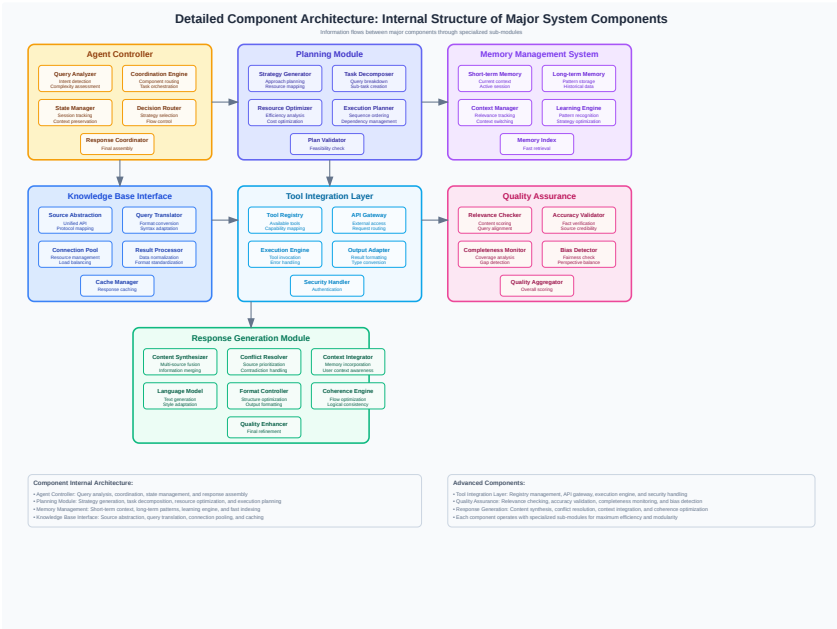 Detailed Component Architecture: Internal Structure of Major System Components
Information flows between major components through specialized sub-modules
Agent Controller
Query Analyzer
Intent detection
Complexity assessment
Coordination Engine
Component routing
Task orchestration
State Manager
Session tracking
Context preservation
Decision Router
Strategy selection
Flow control
Response Coordinator
Final assembly
Planning Module
Strategy Generator
Approach planning
Resource mapping
Task Decomposer
Query breakdown
Sub-task creation
Resource Optimizer
Efficiency analysis
Cost optimization
Execution Planner
Sequence ordering
Dependency management
Plan Validator
Feasibility check
Memory Management System
Short-term Memory
Current context
Active session
Long-term Memory
Pattern storage
Historical data
Context Manager
Relevance tracking
Context switching
Learning Engine
Pattern recognition
Strategy optimization
Memory Index
Fast retrieval
Knowledge Base Interface
Source Abstraction
Unified API
Protocol mapping
Query Translator
Format conversion
Syntax adaptation
Connection Pool
Resource management
Load balancing
Result Processor
Data normalization
Format standardization
Cache Manager
Response caching
Tool Integration Layer
Tool Registry
Available tools
Capability mapping
API Gateway
External access
Request routing
Execution Engine
Tool invocation
Error handling
Output Adapter
Result formatting
Type conversion
Security Handler
Authentication
Quality Assurance
Relevance Checker
Content scoring
Query alignment
Accuracy Validator
Fact verification
Source credibility
Completeness Monitor
Coverage analysis
Gap detection
Bias Detector
Fairness check
Perspective balance
Quality Aggregator
Overall scoring
Response Generation Module
Content Synthesizer
Multi-source fusion
Information merging
Conflict Resolver
Source prioritization
Contradiction handling
Context Integrator
Memory incorporation
User context awareness
Language Model
Text generation
Style adaptation
Format Controller
Structure optimization
Output formatting
Coherence Engine
Flow optimization
Logical consistency
Quality Enhancer
Final refinement
Component Internal Architecture:
• Agent Controller: Query analysis, coordination, state management, and response assembly
• Planning Module: Strategy generation, task decomposition, resource optimization, and execution planning
• Memory Management: Short-term context, long-term patterns, learning engine, and fast indexing
• Knowledge Base Interface: Source abstraction, query translation, connection pooling, and caching
Advanced Components:
• Tool Integration Layer: Registry management, API gateway, execution engine, and security handling
• Quality Assurance: Relevance checking, accuracy validation, completeness monitoring, and bias detection
• Response Generation: Content synthesis, conflict resolution, context integration, and coherence optimization
• Each component operates with specialized sub-modules for maximum efficiency and modularity